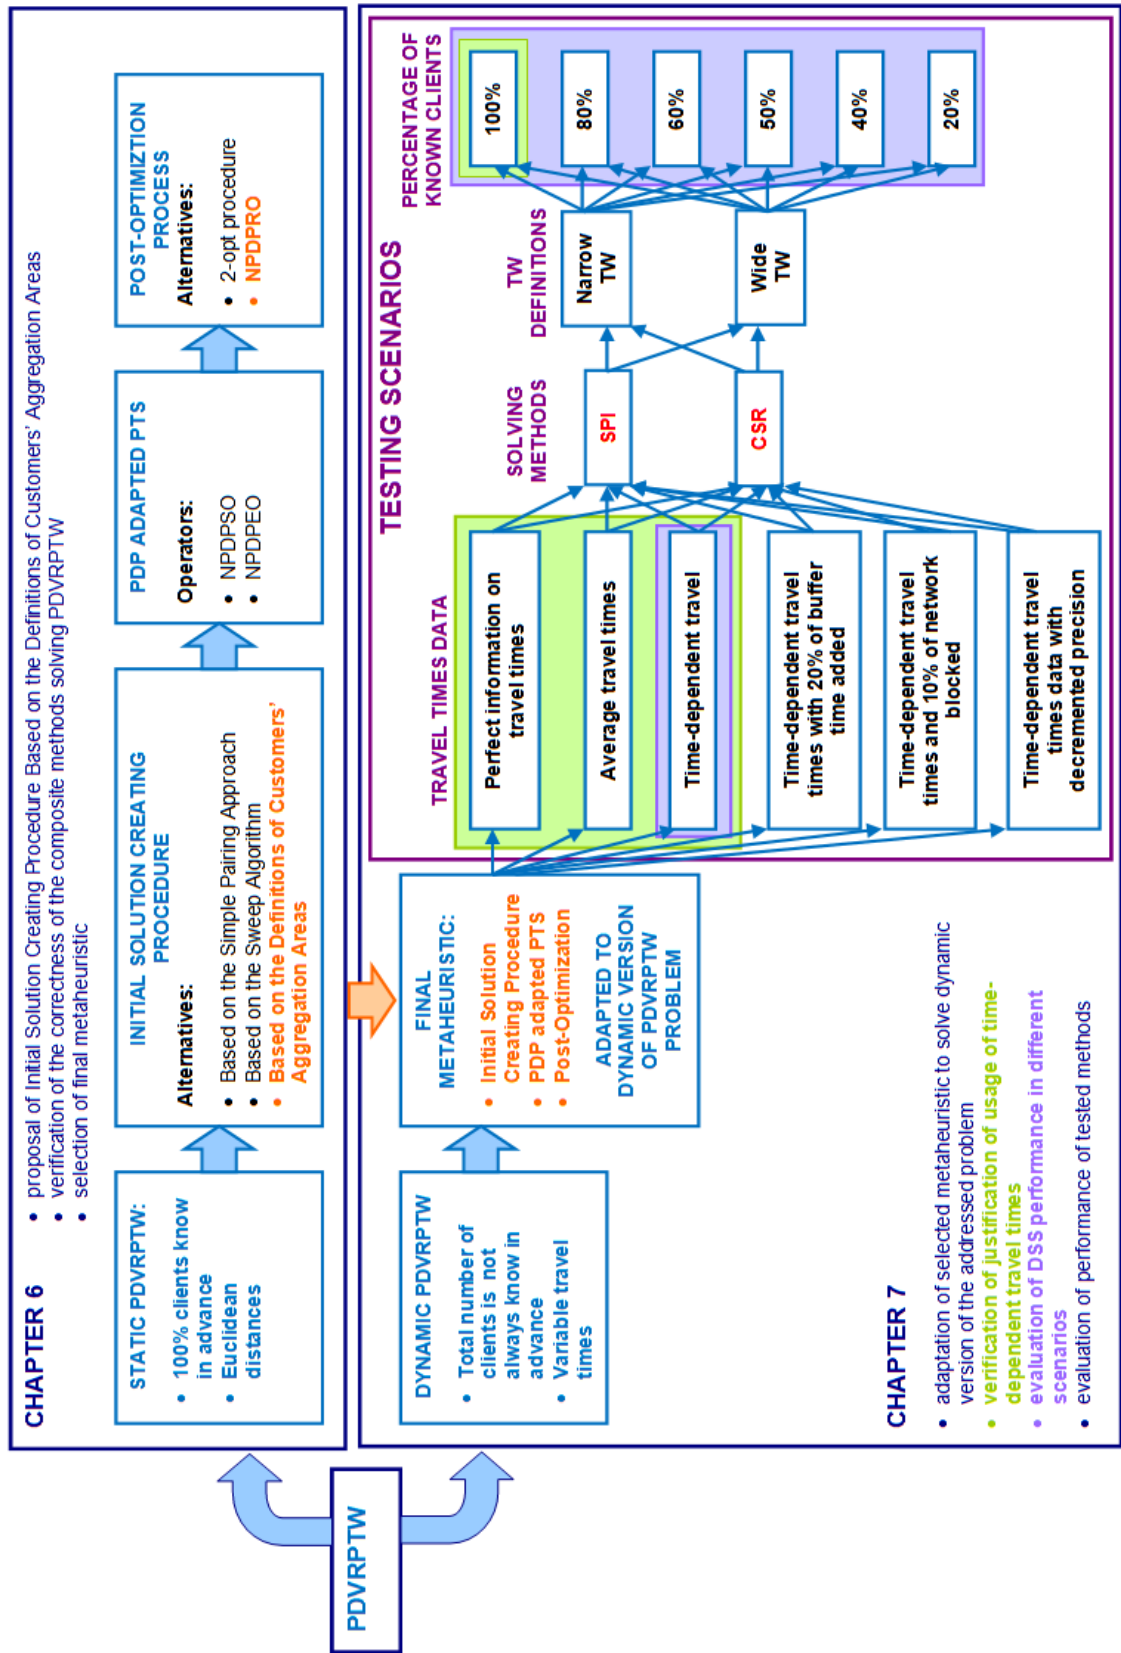 PDVRPTW
CHAPTER 6
• proposal of Initial Solution Creating Procedure Based on the Definitions of Customers' Aggregation Areas
• verification of the correctness of the composite methods solving PDVRPTW
• selection of final metaheuristic
STATIC PDVRPTW:
• 100% clients know
in advance
• Euclidean
distances
INITIAL SOLUTION CREATING
PROCEDURE
Alternatives:
• Based on the Simple Pairing Approach
• Based on the Sweep Algorithm
• Based on the Definitions of Customers'
Aggregation Areas
PDP ADAPTED PTS
Operators:
• NPDPSO
• NPDPEO
POST-OPTIMIZTION
PROCESS
Alternatives:
• 2-opt procedure
• NPDPRO
DYNAMIC PDVRPTW
• Total number of
clients is not
always know in
advance
• Variable travel
times
FINAL
METAHEURISTIC:
• Initial Solution
Creating Procedure
• PDP adapted PTS
• Post-Optimization
ADAPTED TO
DYNAMIC VERSION
OF PDVRPTW
PROBLEM
TESTING SCENARIOS
TRAVEL TIMES DATA
Perfect information on
travel times
Average travel times
Time-dependent travel
Time-dependent travel
times with 20% of buffer
time added
Time-dependent travel
times and 10% of network
blocked
Time-dependent travel
times data with
decremented precision
SOLVING
METHODS
SPI
CSR
TW
DEFINITIONS
Narrow
TW
Wide
TW
PERCENTAGE OF
KNOWN CLIENTS
100%
80%
60%
50%
40%
20%
CHAPTER 7
• adaptation of selected metaheuristic to solve dynamic
version of the addressed problem
• verification of justification of usage of time-
dependent travel times
• evaluation of DSS performance in different
scenarios
• evaluation of performance of tested methods